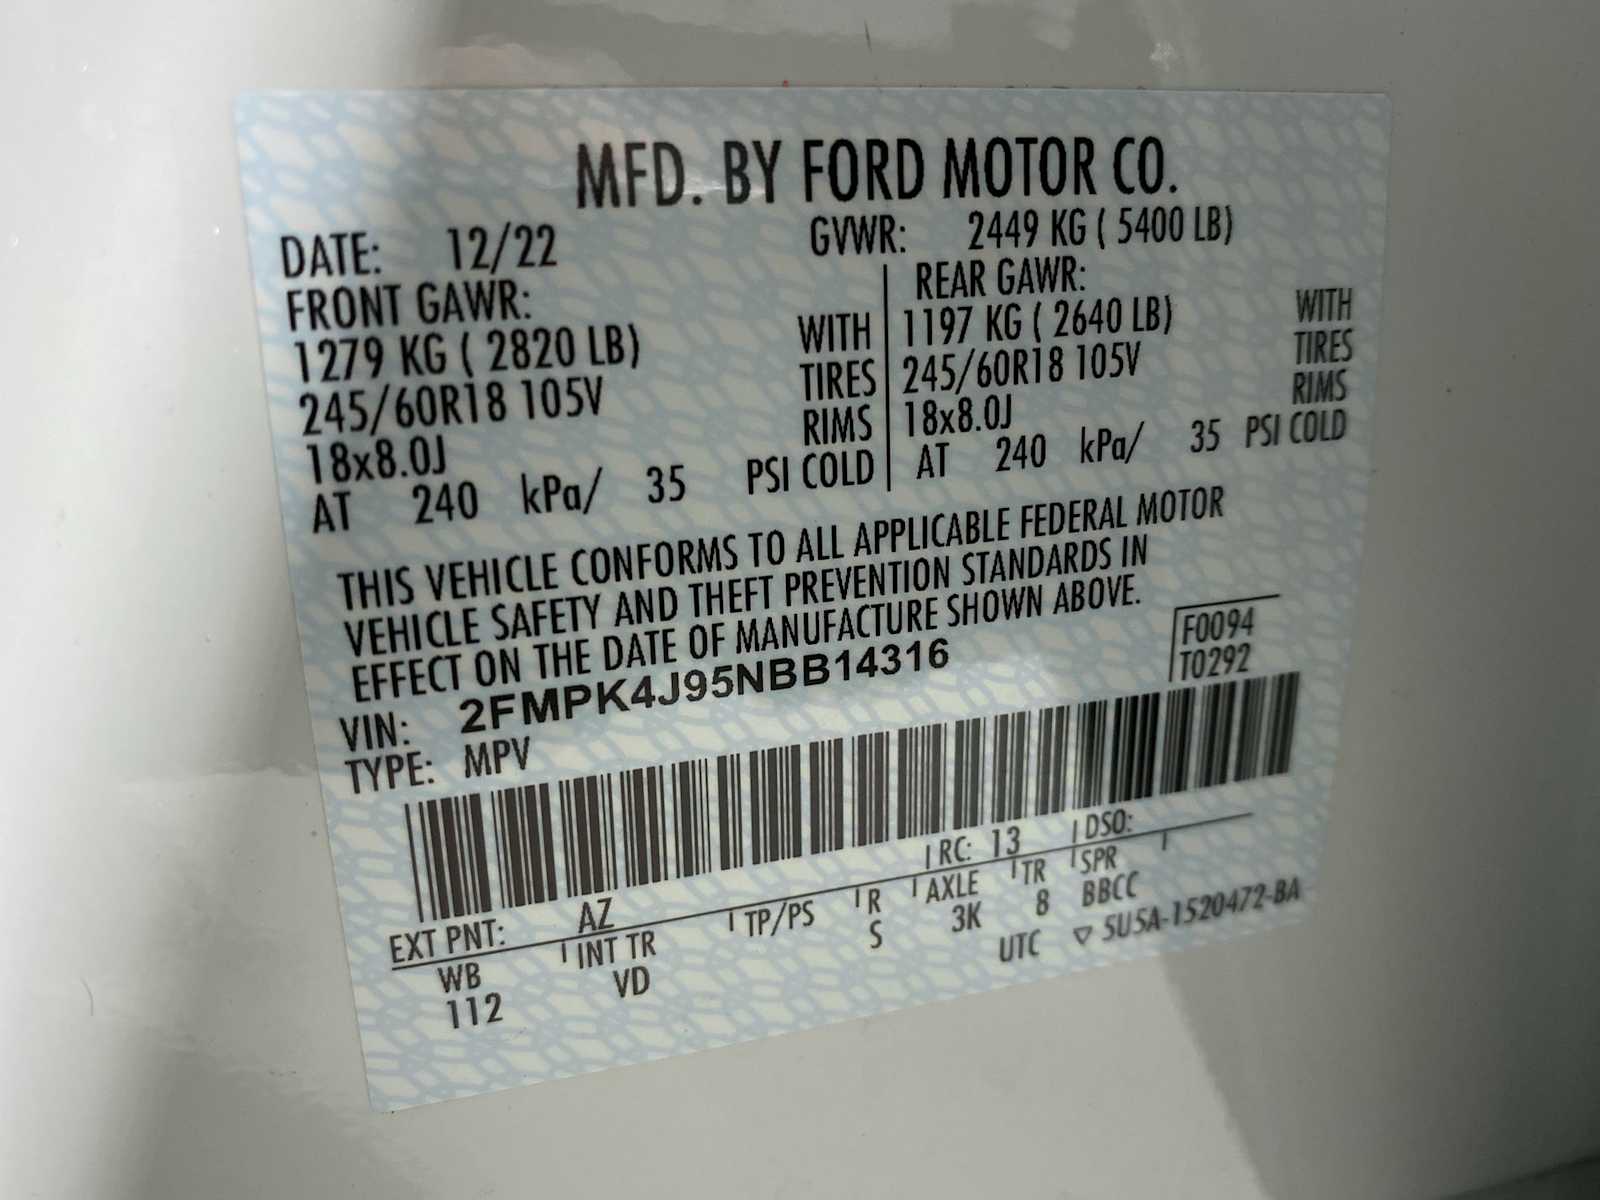 MFD. BY FORD MOTOR CO.
DATE: 12/22 GVWR: 2449 KG ( 5400 LB)
FRONT GAWR: REAR GAWR:
1279 KG ( 2820 LB) WITH 1197 KG ( 2640 LB) WITH
245/60R18 105V TIRES 245/60R18 105V TIRES
18x8.0J RIMS 18x8.0J RIMS
AT 240 kPa/ 35 PSI COLD AT 240 kPa/ 35 PSI COLD
THIS VEHICLE CONFORMS TO ALL APPLICABLE FEDERAL MOTOR
VEHICLE SAFETY AND THEFT PREVENTION STANDARDS IN
EFFECT ON THE DATE OF MANUFACTURE SHOWN ABOVE.
F0094
VIN: 2FMPK4J95NBB14316 T0292
TYPE: MPV
EXT PNT: AZ RC: 13 DSO:
WB INT TR TP/PS R AXLE TR SPR
112 VD S 3K 8 BBCC
UTC ▽ 5U5A-1520472-BA